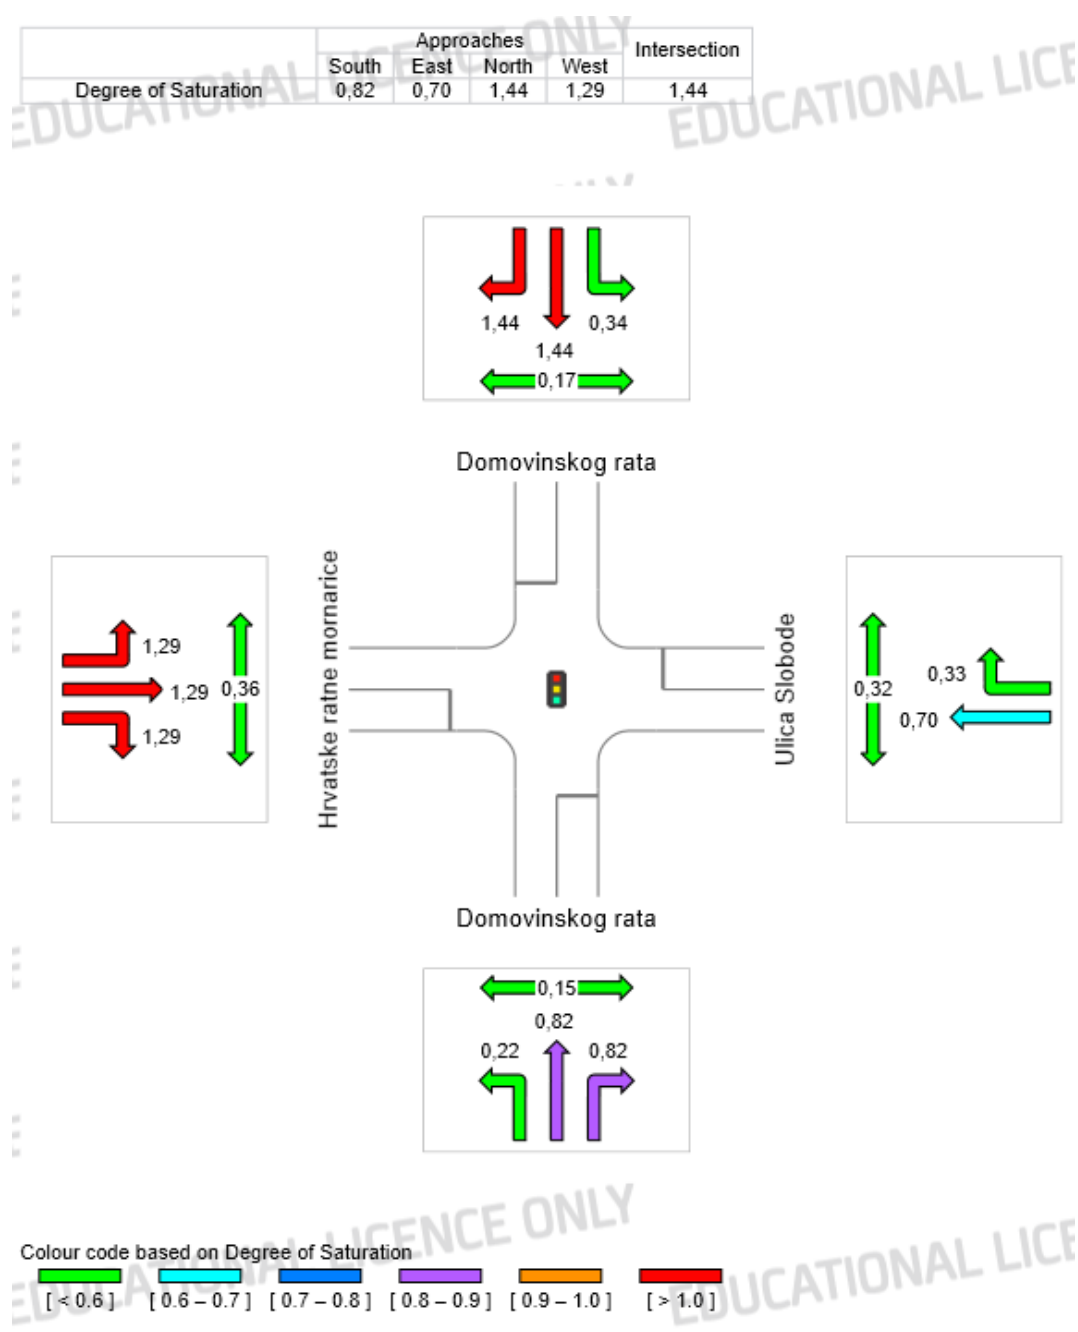 Approaches
Intersection
South East North West
Degree of Saturation 0,82 0,70 1,44 1,29 1,44
EDUCATIONAL LICENCE ONLY
EDUCATIONAL LICE
1,44 0,34
1,44
0,17
Domovinskog rata
Hrvatske ratne mornarice
Ulica Slobode
1,29
1,29
0,36
1,29
0,33
0,32
0,70
Domovinskog rata
0,15
0,82
0,22 0,82
EDUCATIONAL LICENCE ONLY
EDUCATIONAL LICE
Colour code based on Degree of Saturation
[ < 0.6 ] [ 0.6 – 0.7 ] [ 0.7 – 0.8 ] [ 0.8 – 0.9 ] [ 0.9 – 1.0 ] [ > 1.0 ]